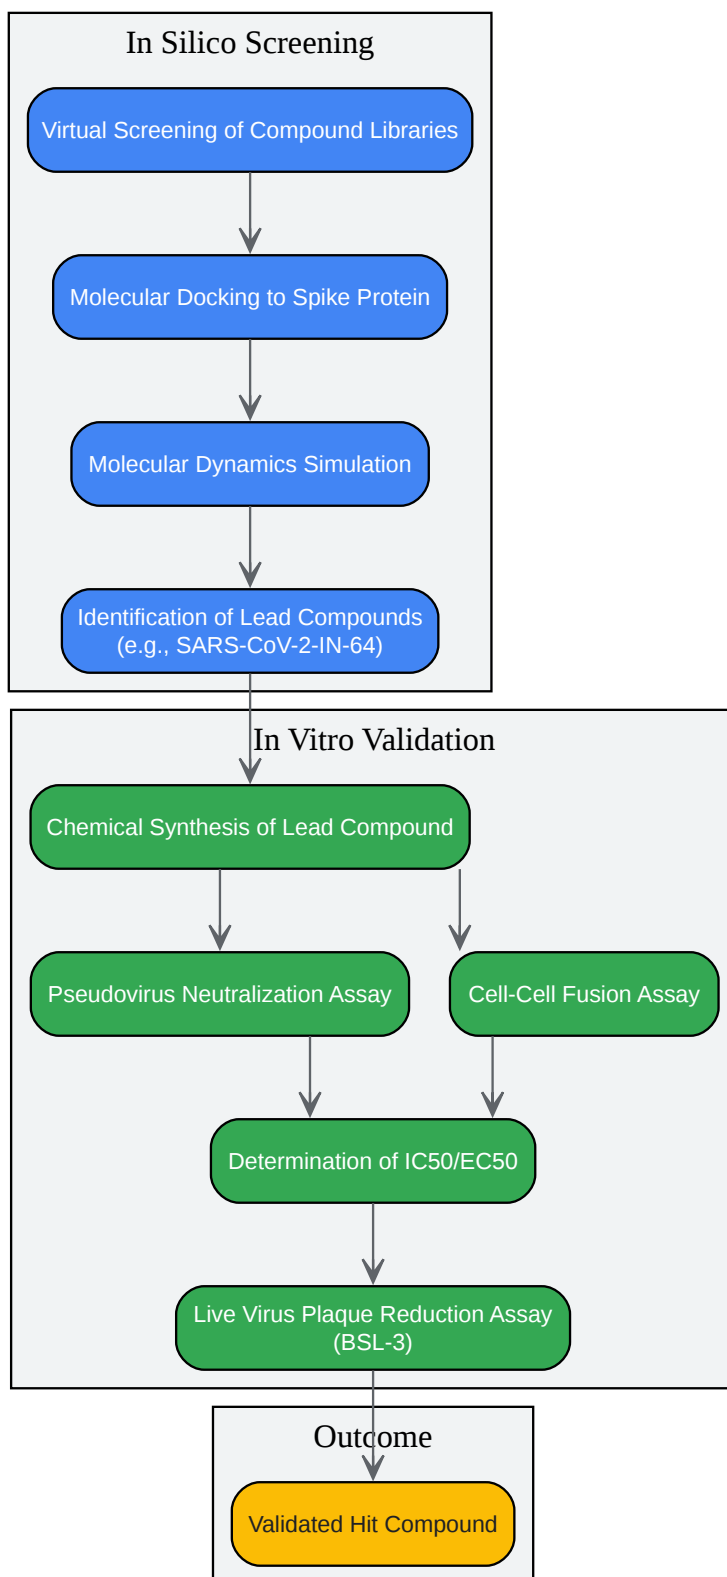 In Silico Screening
Virtual Screening of Compound Libraries
Molecular Docking to Spike Protein
Molecular Dynamics Simulation
Identification of Lead Compounds
(e.g., SARS-CoV-2-IN-64)
In Vitro Validation
Chemical Synthesis of Lead Compound
Pseudovirus Neutralization Assay
Cell-Cell Fusion Assay
Determination of IC50/EC50
Live Virus Plaque Reduction Assay
(BSL-3)
Outcome
Validated Hit Compound